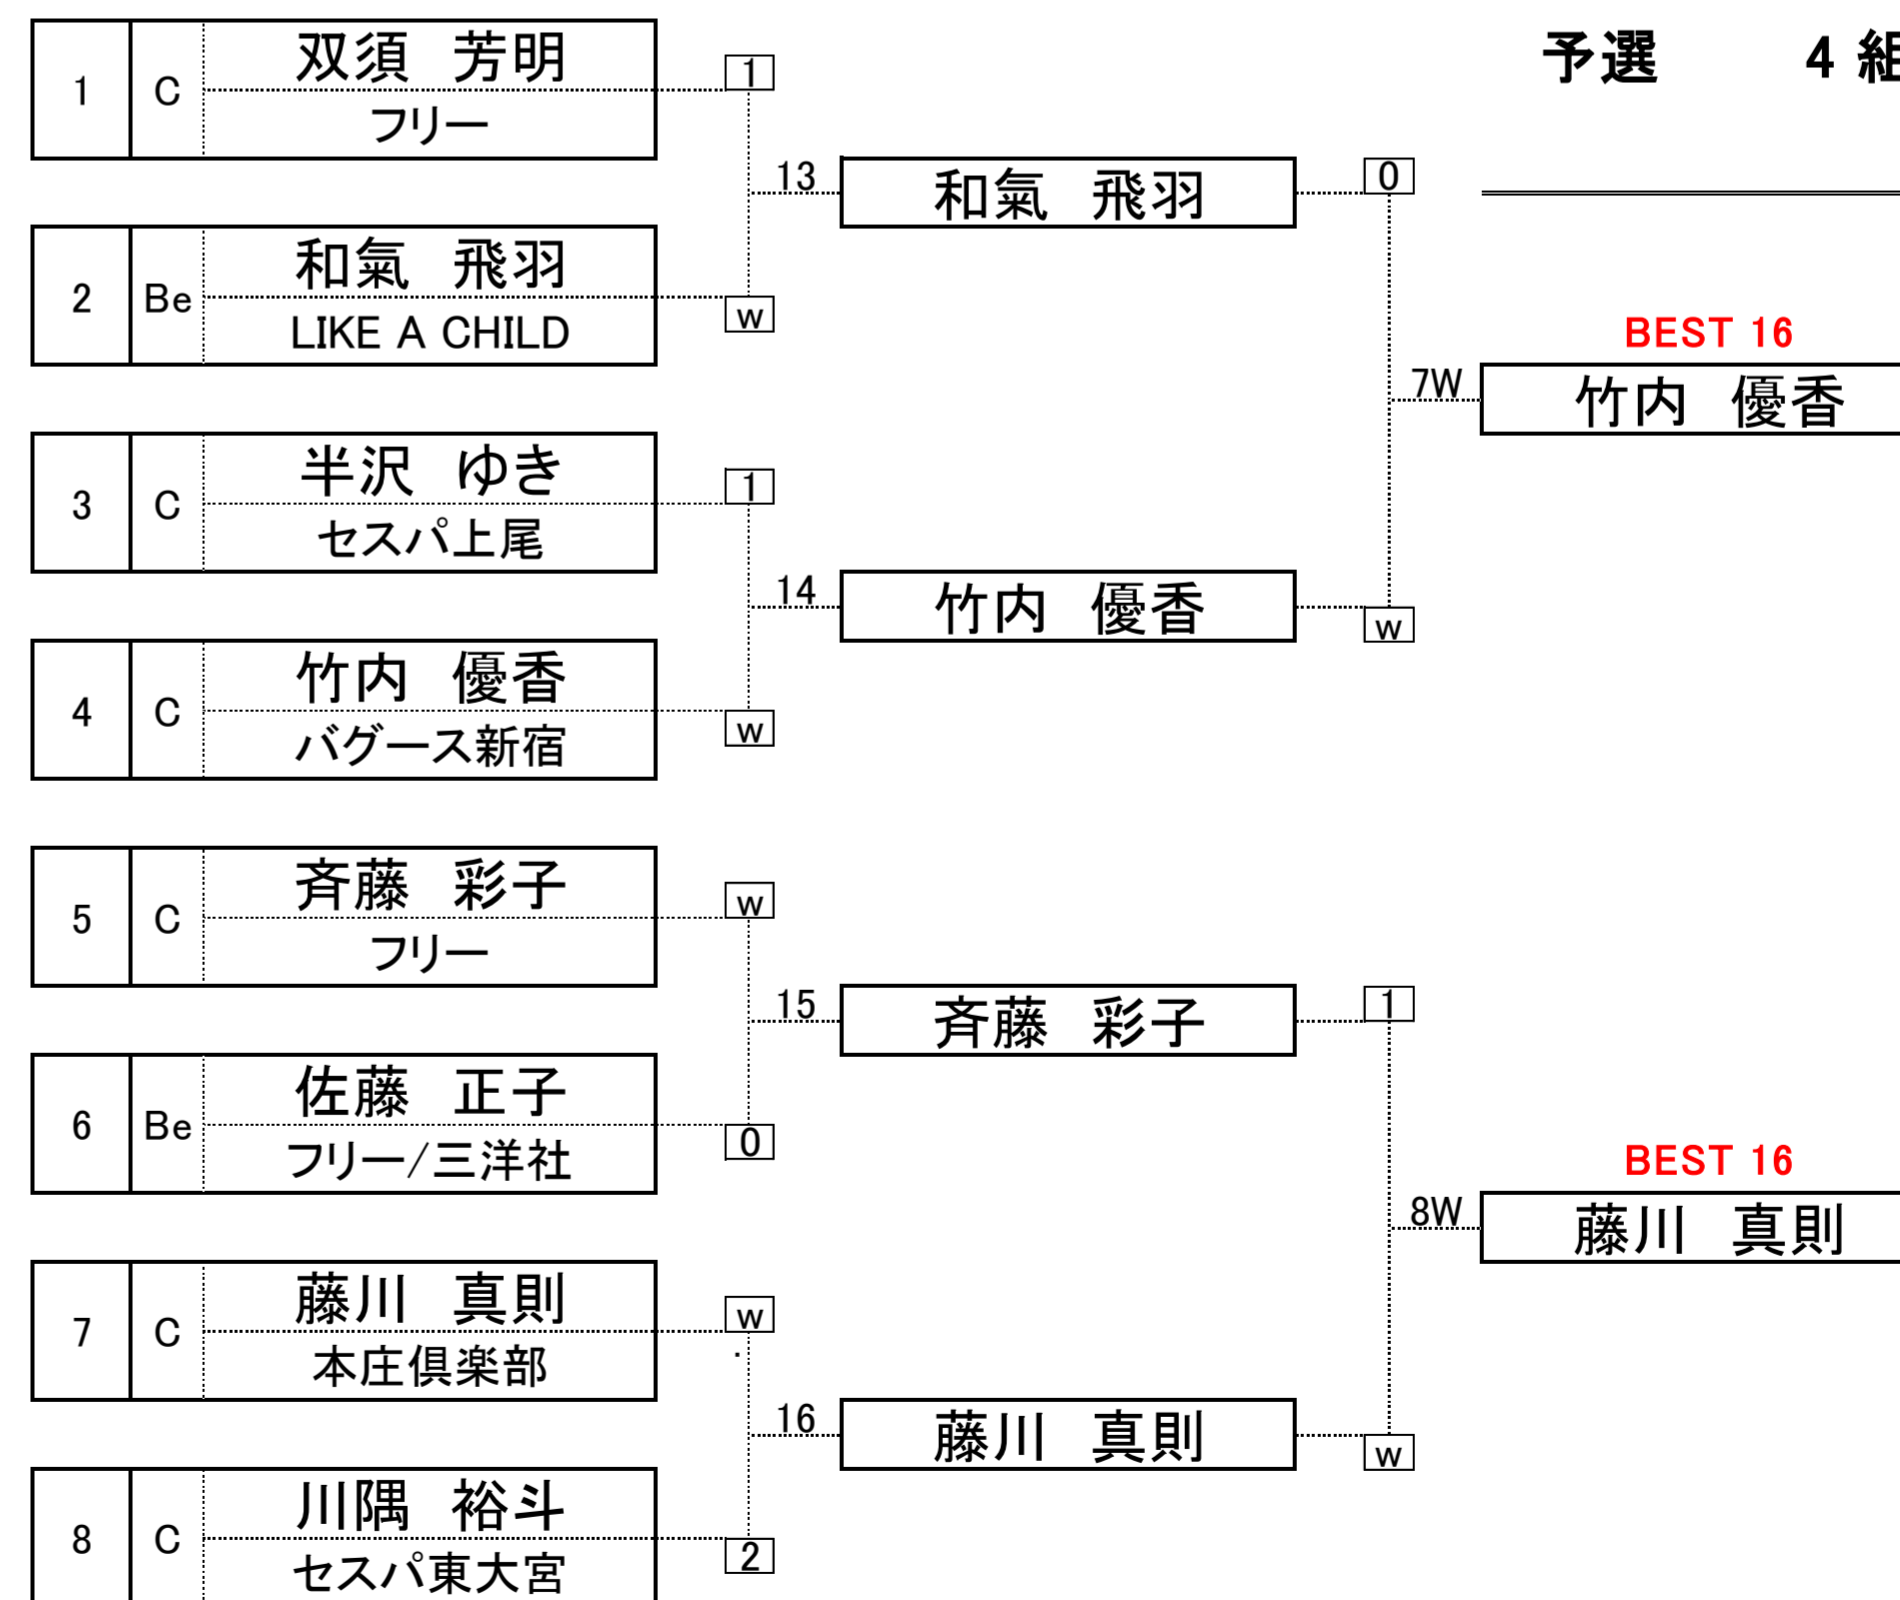 予選 4 組
1 C 双須 芳明
フリー
1
13 和氣 飛羽 0
2 Be 和氣 飛羽
LIKE A CHILD
w
BEST 16
7W 竹内 優香
3 C 半沢 ゆき
セスパ上尾
1
14 竹内 優香 w
4 C 竹内 優香
バグース新宿
w
5 C 斉藤 彩子
フリー
w
15 斉藤 彩子 1
6 Be 佐藤 正子
フリー/三洋社
0
BEST 16
8W 藤川 真則
7 C 藤川 真則
本庄倶楽部
w
.
16 藤川 真則 w
8 C 川隅 裕斗
セスパ東大宮
2